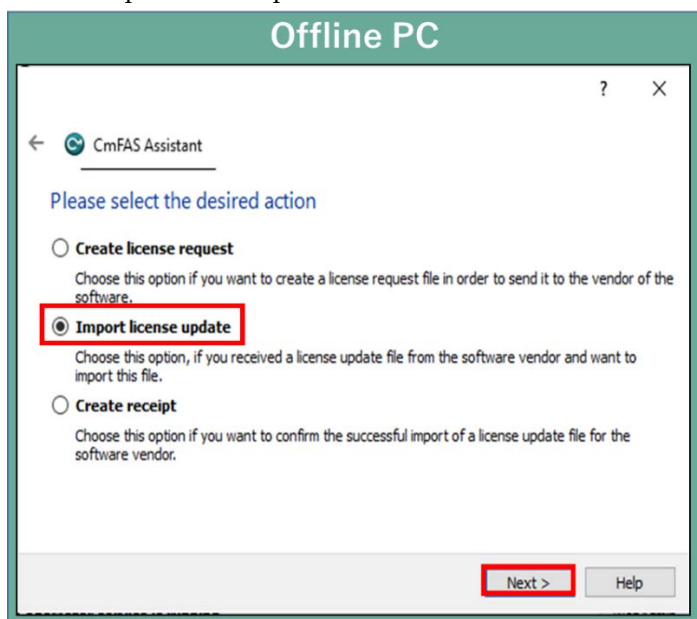 Offline PC
?
CmFAS Assistant
Please select the desired action
Create license request
Choose this option if you want to create a license request file in order to send it to the vendor of the
software.
Import license update
Choose this option, if you received a license update file from the software vendor and want to
import this file.
Create receipt
Choose this option if you want to confirm the successful import of a license update file for the
software vendor.
Next > Help